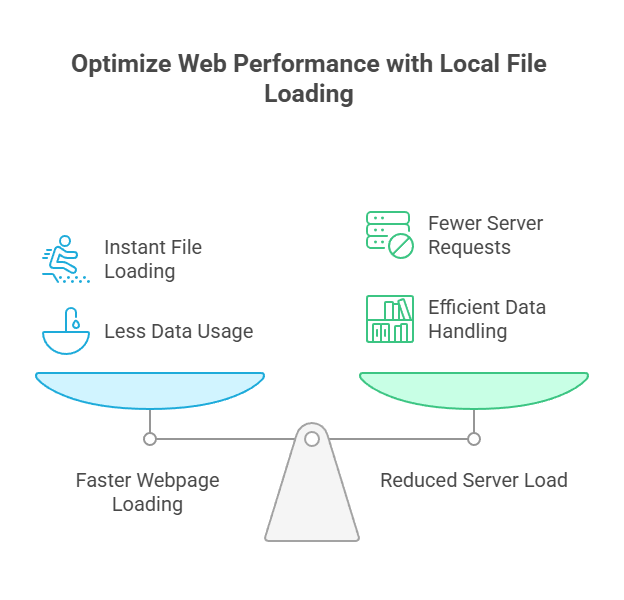 Optimize Web Performance with Local File
Loading
Instant File
Loading
Less Data Usage
Fewer Server
Requests
Efficient Data
Handling
Faster Webpage
Loading
Reduced Server Load